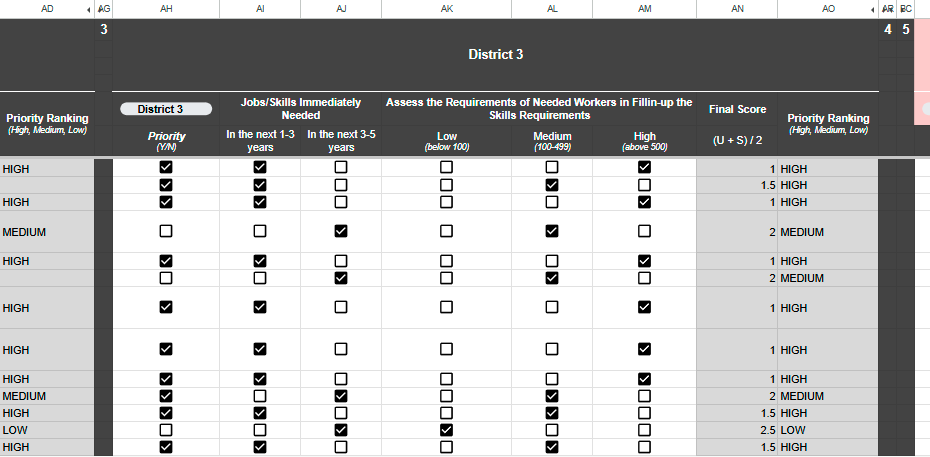 AD AG AH AI AJ AK AL AM AN AO AR BC
3 District 3 4 5
Priority Ranking
(High, Medium, Low)
District 3
Priority
(Y/N)
Jobs/Skills Immediately
Needed
In the next 1-3
years
In the next 3-5
years
Assess the Requirements of Needed Workers in Fillin-up the
Skills Requirements
Low
(below 100)
Medium
(100-499)
High
(above 500)
Final Score
(U + S) / 2
Priority Ranking
(High, Medium, Low)
HIGH 1 HIGH
1.5 HIGH
HIGH 1 HIGH
MEDIUM 2 MEDIUM
HIGH 1 HIGH
2 MEDIUM
HIGH 1 HIGH
HIGH 1 HIGH
HIGH 1 HIGH
MEDIUM 2 MEDIUM
HIGH 1.5 HIGH
LOW 2.5 LOW
HIGH 1.5 HIGH